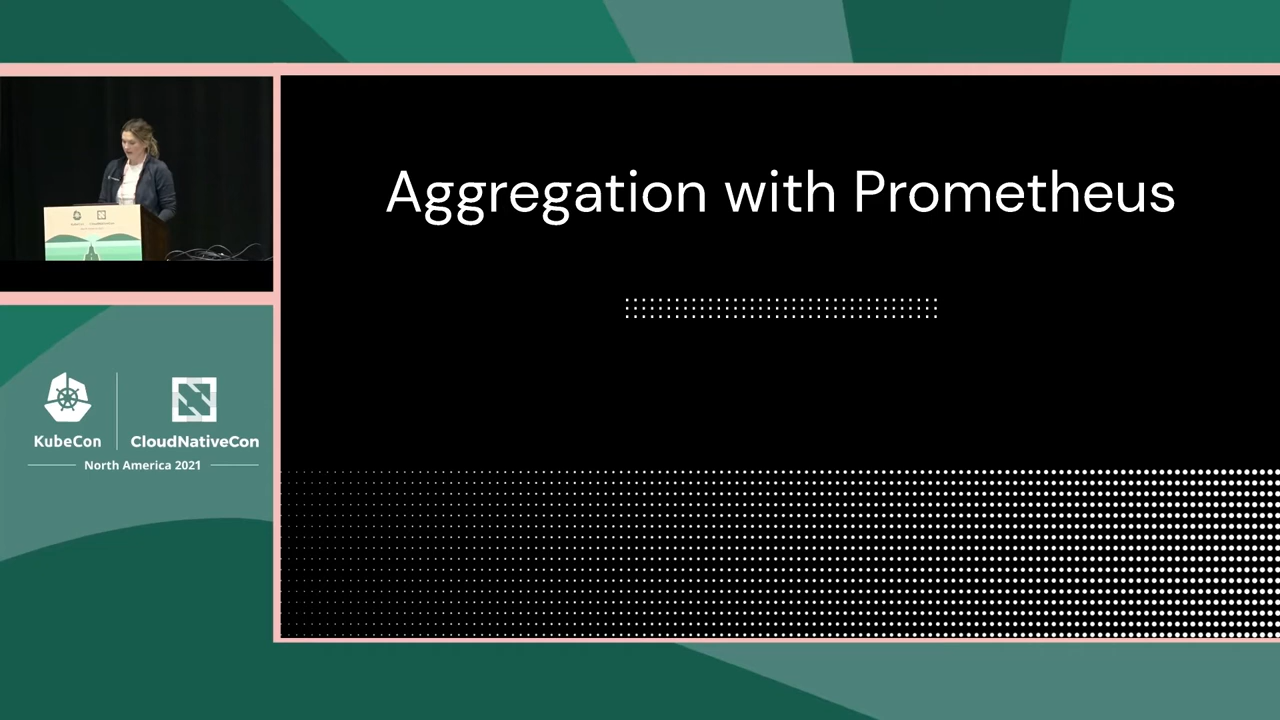 Aggregation with Prometheus
KubeCon
CloudNativeCon
North America 2021